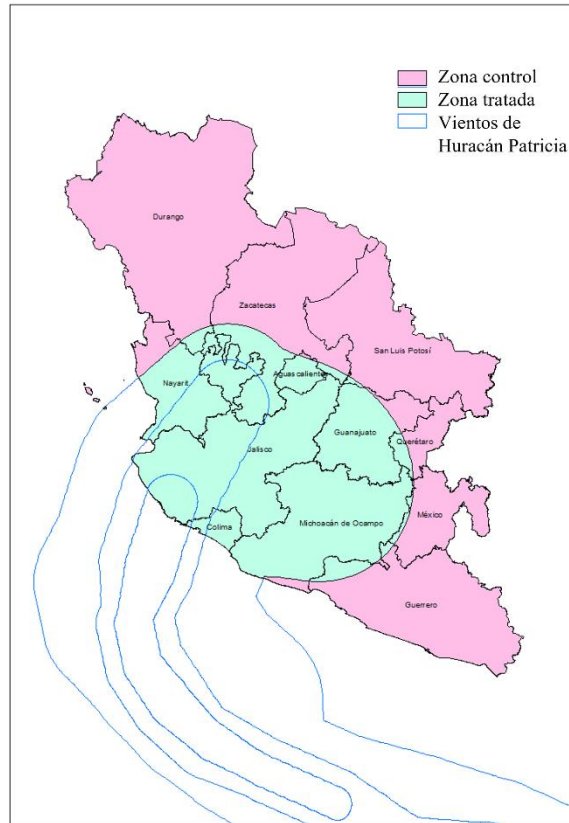 Zona control
Zona tratada
Vientos de
Huracán Patricia
Durango
Zacatecas
San Luis Potosí
Nayarit
Aguascalientes
Guanajuato
Querétaro
Jalisco
México
Colima
Michoacán de Ocampo
Guerrero